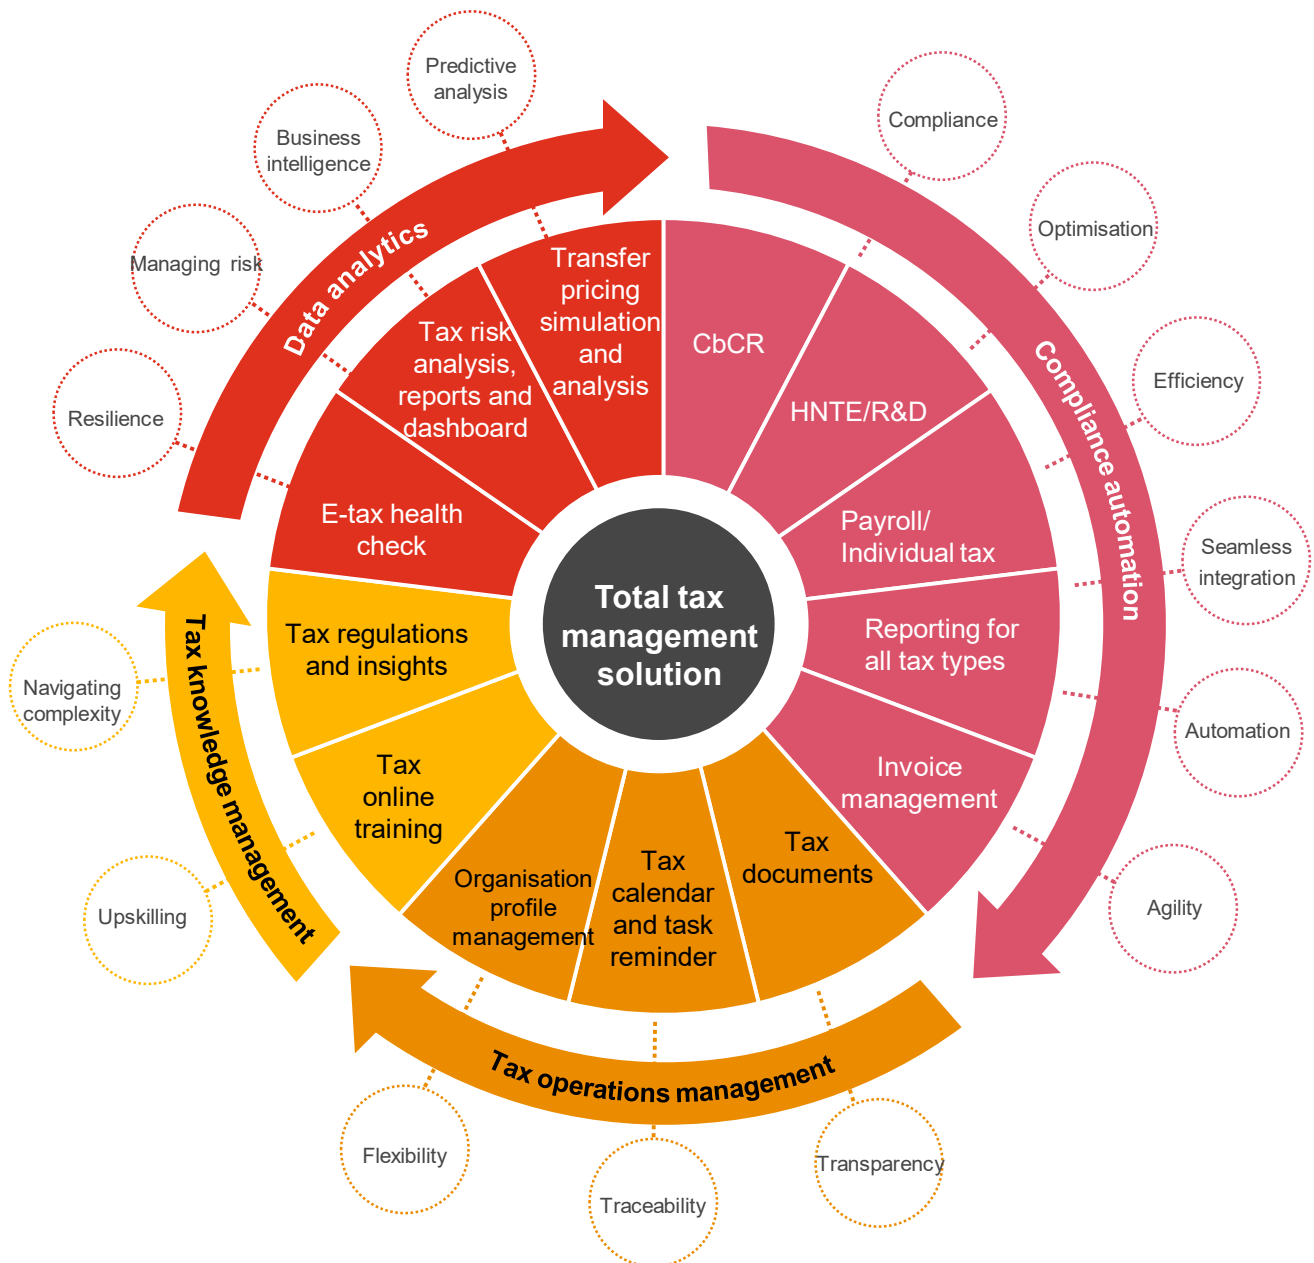 Predictive
analysis
Business
intelligence
Managing risk
Resilience
Data analytics
Compliance
Optimisation
Efficiency
Seamless
integration
Automation
Agility
Compliance automation
Transfer
pricing
simulation
and
analysis
Tax risk
analysis,
reports and
dashboard
E-tax health
check
CbCR
HNTE/R&D
Payroll/
Individual tax
Reporting for
all tax types
Invoice
management
Total tax
management
solution
Tax regulations
and insights
Tax
online
training
Organisation
profile
management
Tax
calendar
and task
reminder
Tax
documents
Tax knowledge management
Navigating
complexity
Upskilling
Tax operations management
Flexibility
Traceability
Transparency